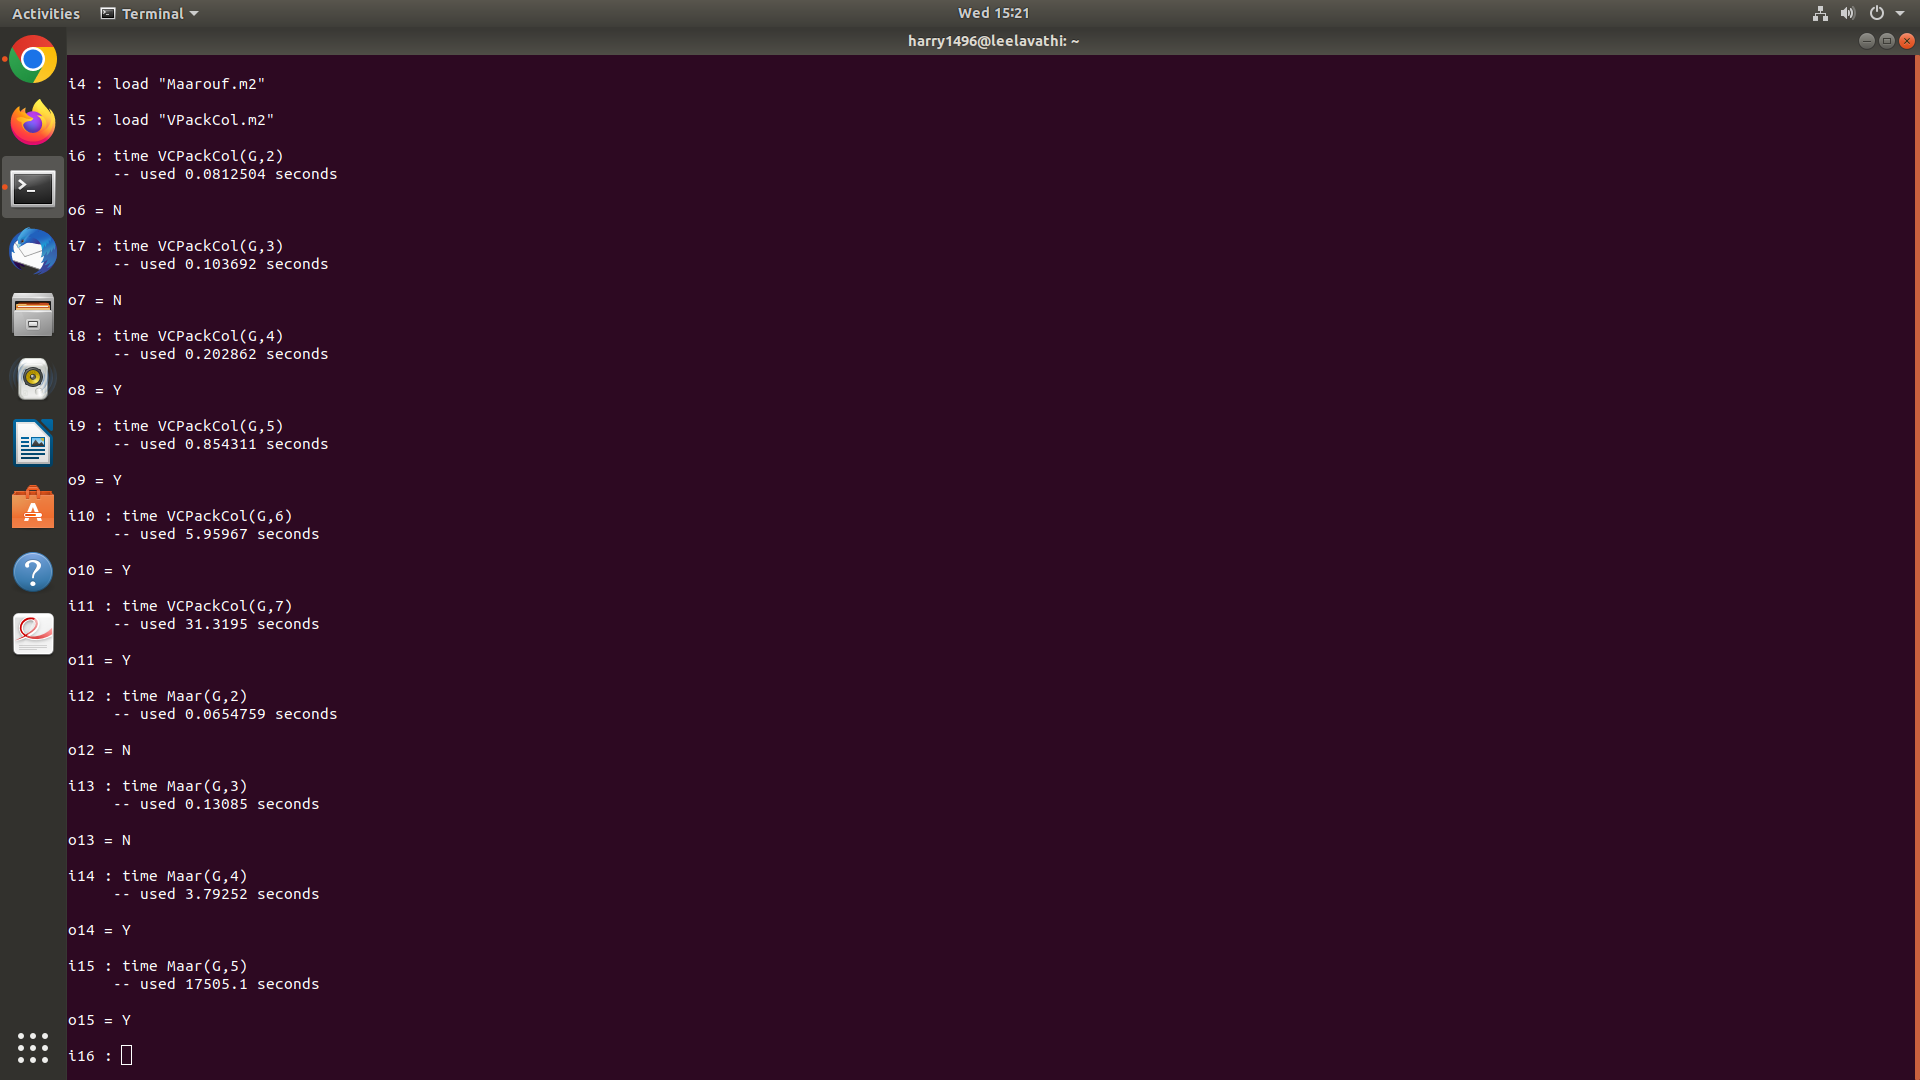 Activities Terminal Wed 15:21
harry1496@leelavathi: ~
i4 : load "Maarouf.m2"
i5 : load "VPackCol.m2"
i6 : time VCPackCol(G,2)
-- used 0.0812504 seconds
o6 = N
i7 : time VCPackCol(G,3)
-- used 0.103692 seconds
o7 = N
i8 : time VCPackCol(G,4)
-- used 0.202862 seconds
o8 = Y
i9 : time VCPackCol(G,5)
-- used 0.854311 seconds
o9 = Y
i10 : time VCPackCol(G,6)
-- used 5.95967 seconds
o10 = Y
i11 : time VCPackCol(G,7)
-- used 31.3195 seconds
o11 = Y
i12 : time Maar(G,2)
-- used 0.0654759 seconds
o12 = N
i13 : time Maar(G,3)
-- used 0.13085 seconds
o13 = N
i14 : time Maar(G,4)
-- used 3.79252 seconds
o14 = Y
i15 : time Maar(G,5)
-- used 17505.1 seconds
o15 = Y
i16 :